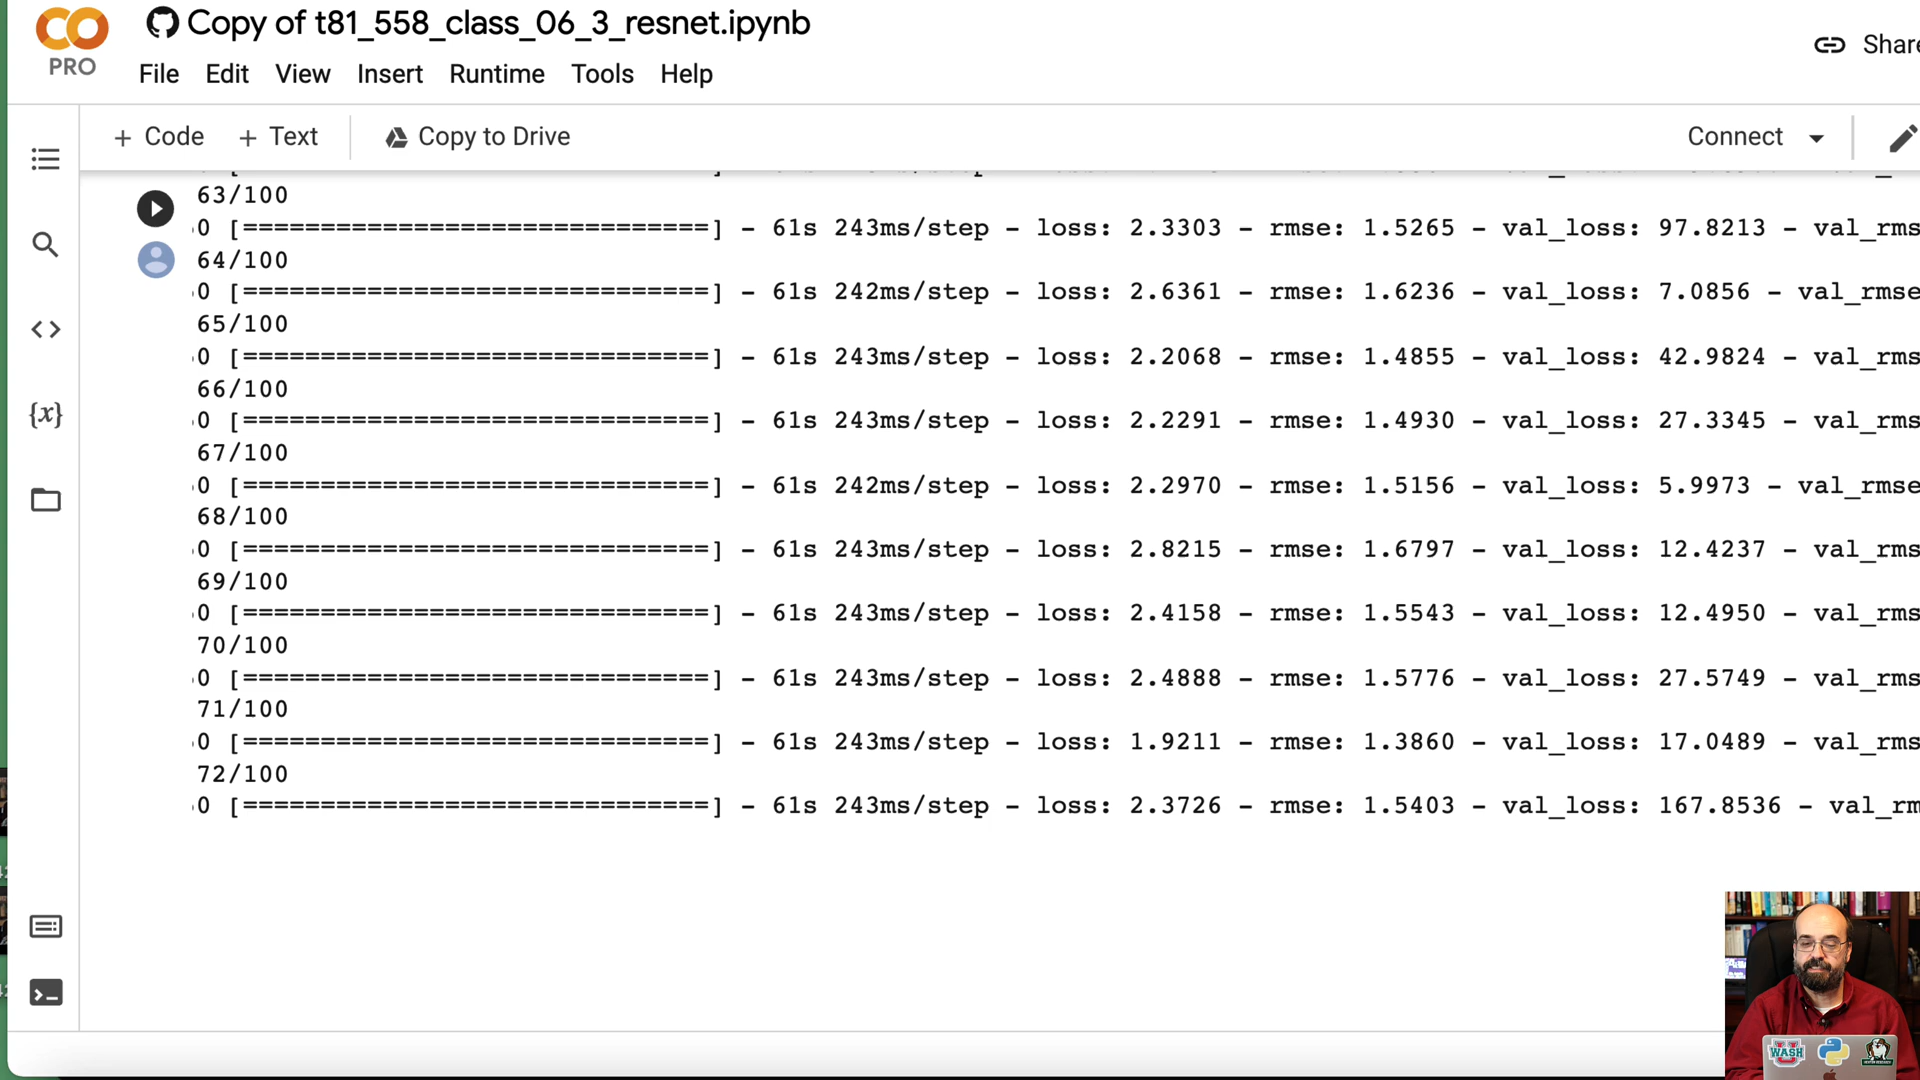 Copy of t81_558_class_06_3_resnet.ipynb
PRO
File Edit View Insert Runtime Tools Help
Share
+ Code + Text Copy to Drive Connect
63/100
0 [==============================] - 61s 243ms/step - loss: 2.3303 - rmse: 1.5265 - val_loss: 97.8213 - val_rms
64/100
0 [==============================] - 61s 242ms/step - loss: 2.6361 - rmse: 1.6236 - val_loss: 7.0856 - val_rmse
65/100
0 [==============================] - 61s 243ms/step - loss: 2.2068 - rmse: 1.4855 - val_loss: 42.9824 - val_rms
66/100
0 [==============================] - 61s 243ms/step - loss: 2.2291 - rmse: 1.4930 - val_loss: 27.3345 - val_rms
67/100
0 [==============================] - 61s 242ms/step - loss: 2.2970 - rmse: 1.5156 - val_loss: 5.9973 - val_rmse
68/100
0 [==============================] - 61s 243ms/step - loss: 2.8215 - rmse: 1.6797 - val_loss: 12.4237 - val_rms
69/100
0 [==============================] - 61s 243ms/step - loss: 2.4158 - rmse: 1.5543 - val_loss: 12.4950 - val_rms
70/100
0 [==============================] - 61s 243ms/step - loss: 2.4888 - rmse: 1.5776 - val_loss: 27.5749 - val_rms
71/100
0 [==============================] - 61s 243ms/step - loss: 1.9211 - rmse: 1.3860 - val_loss: 17.0489 - val_rms
72/100
0 [==============================] - 61s 243ms/step - loss: 2.3726 - rmse: 1.5403 - val_loss: 167.8536 - val_rm
{x}
WASH